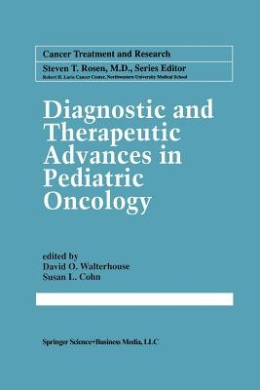 Cancer Treatment and Research
Steven T. Rosen, M.D., Series Editor
Robert H. Lurie Cancer Center, Northwestern University Medical School
Diagnostic and
Therapeutic
Advances in
Pediatric
Oncology
edited by
David O. Walterhouse
Susan L. Cohn
Springer Science+Business Media, LLC